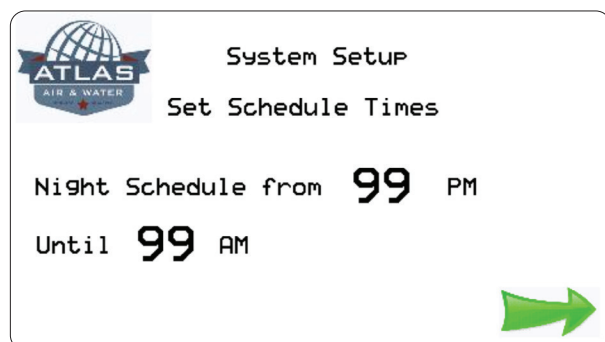 ATLAS
AIR & WATER
System Setup
Set Schedule Times
Night Schedule from 99 PM
Until 99 AM